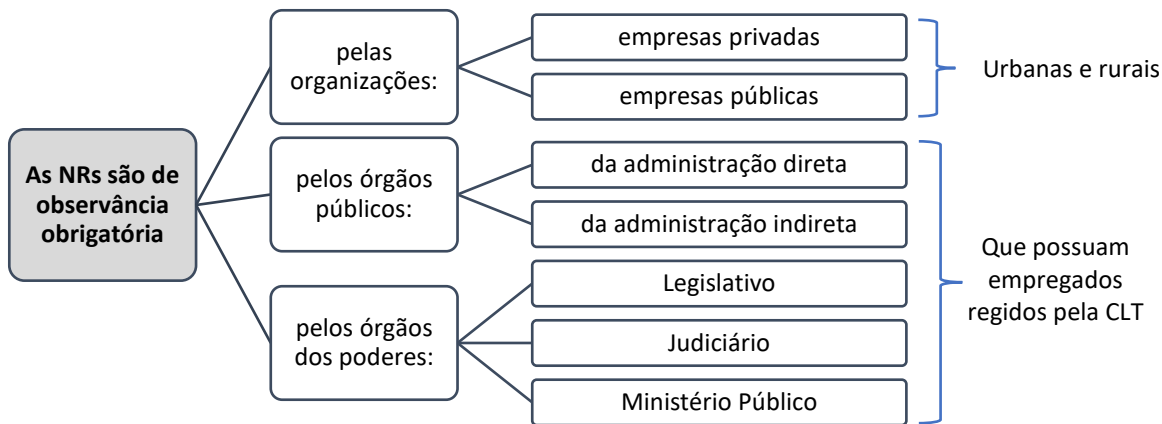 As NRs são de
observância
obrigatória
pelas
organizações:
empresas privadas
empresas públicas
Urbanas e rurais
pelos órgãos
públicos:
da administração direta
da administração indireta
pelos órgãos
dos poderes:
Legislativo
Judiciário
Ministério Público
Que possuam
empregados
regidos pela CLT